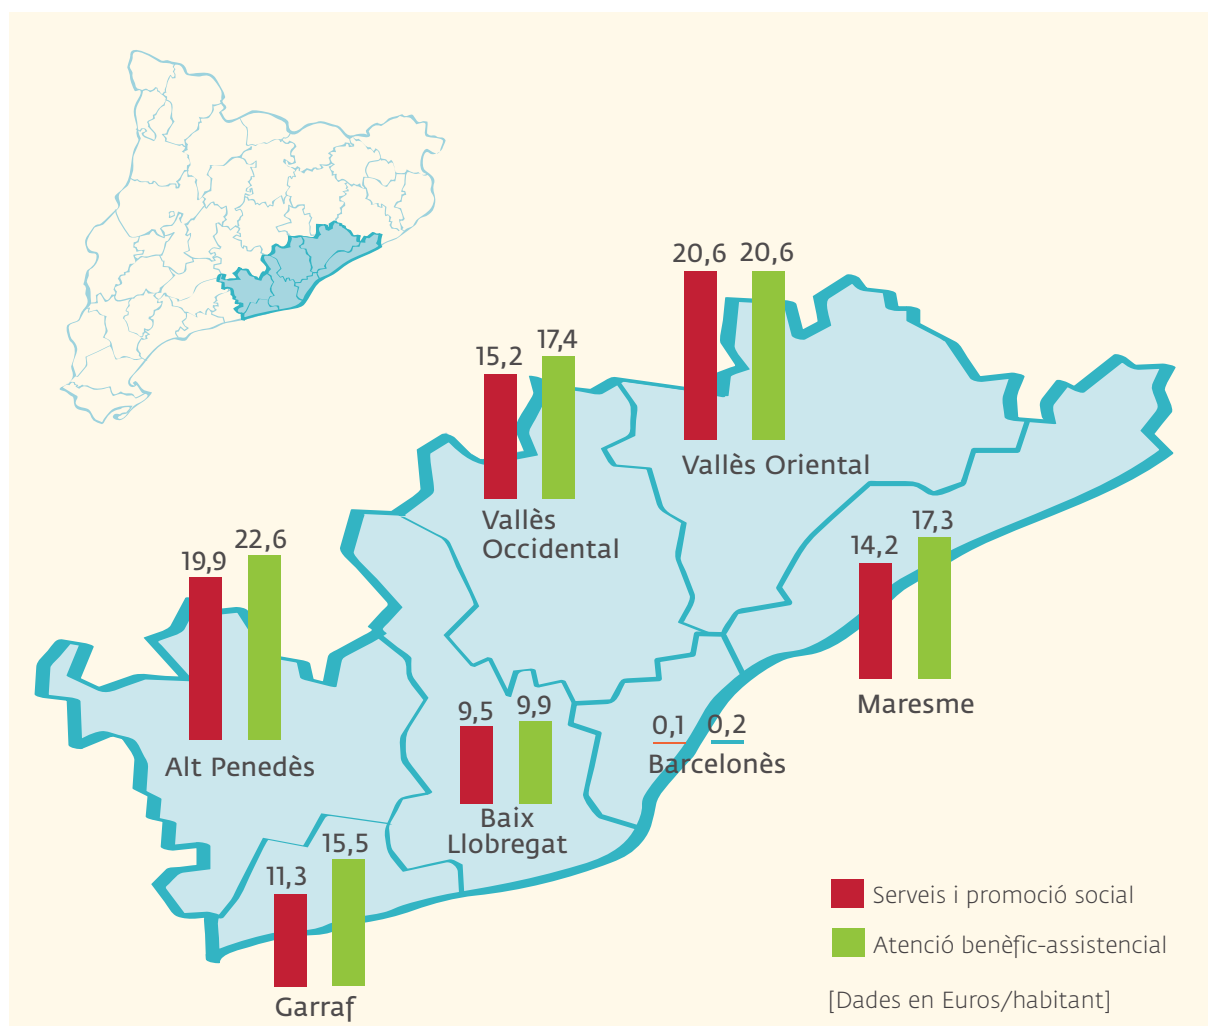 20,6 20,6
Vallès Oriental
15,2 17,4
Vallès
Occidental
14,2 17,3
Maresme
19,9 22,6
Alt Penedès
9,5 9,9
Baix
Llobregat
0,1 0,2
Barcelonès
11,3 15,5
Garraf
Serveis i promoció social
Atenció benèfic-assistencial
[Dades en Euros/habitant]